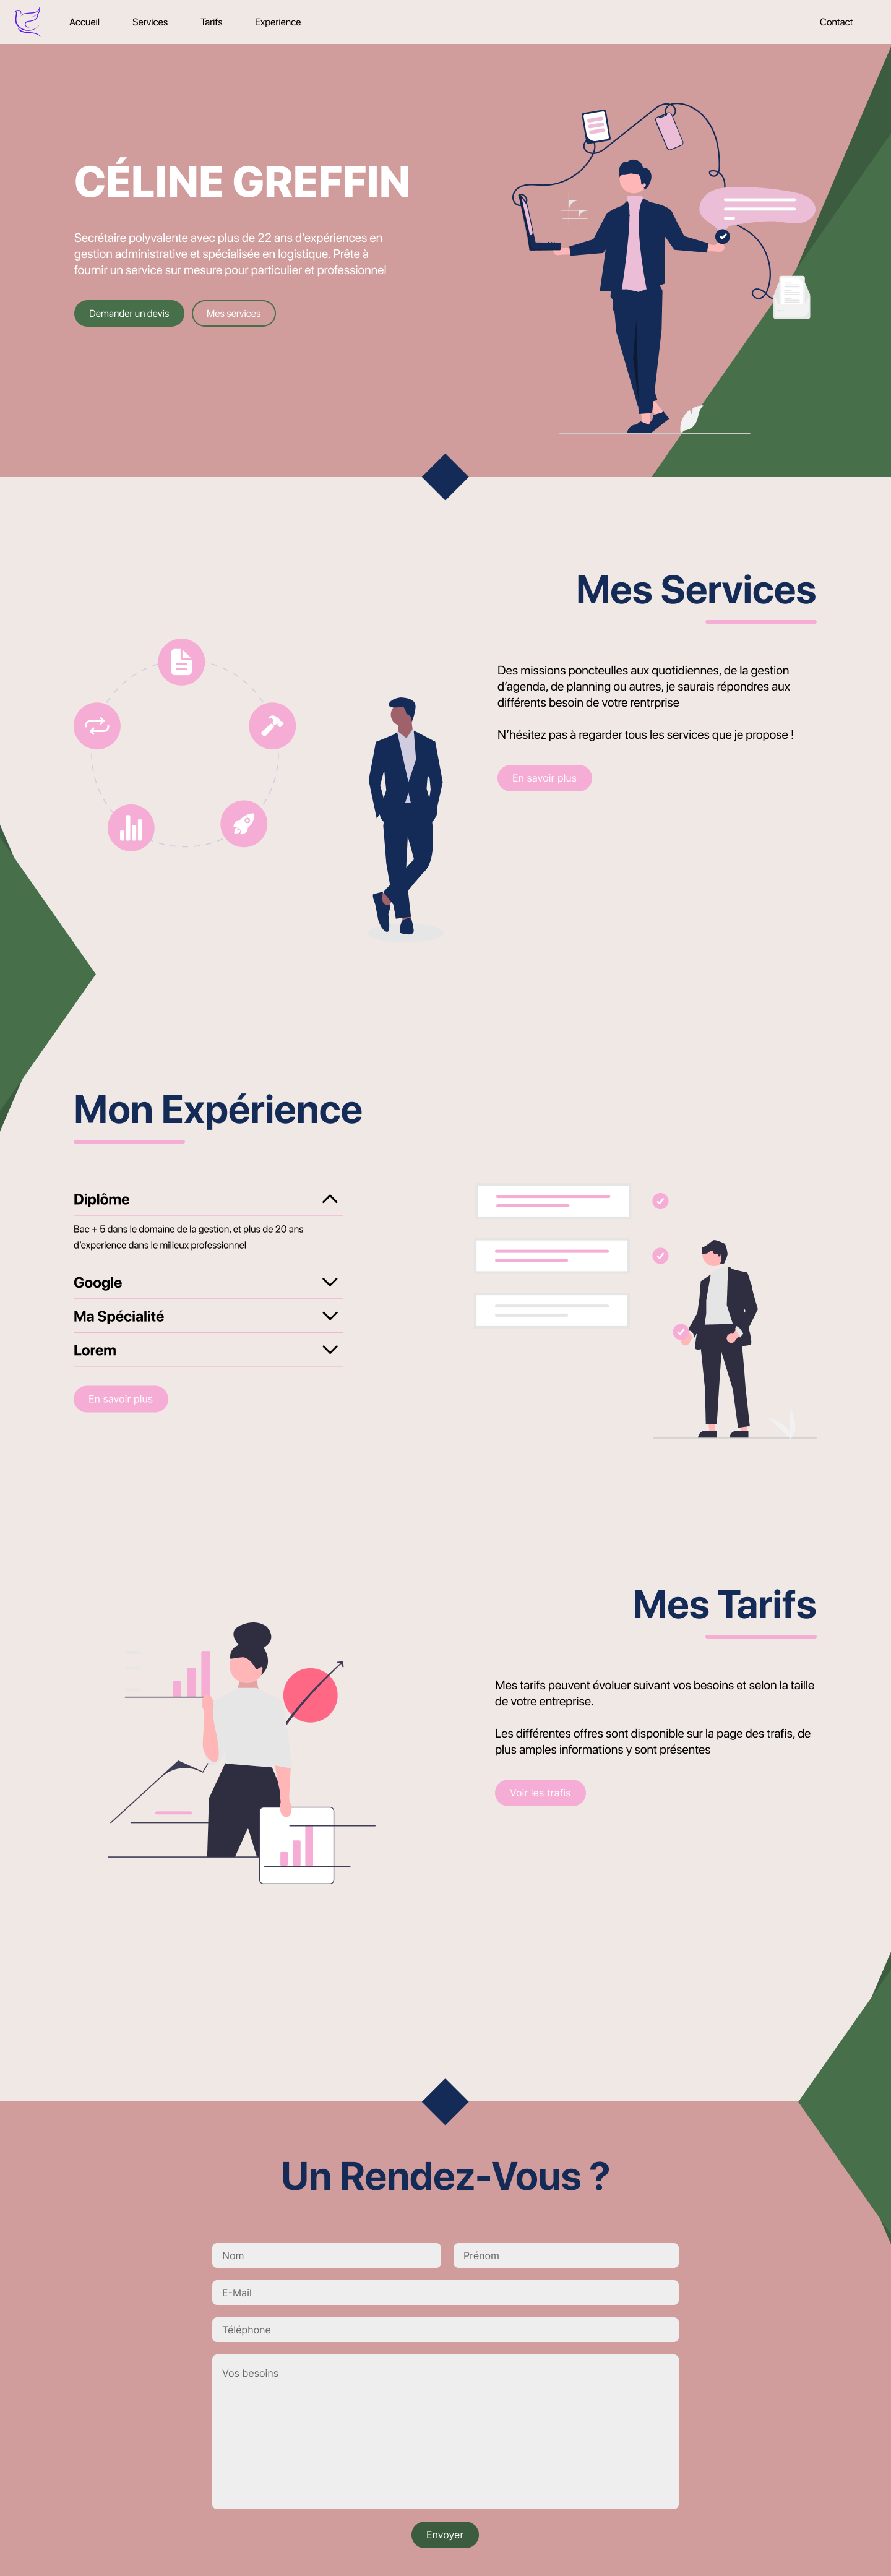 Accueil
Services
Tarifs
Experience
Contact
CÉLINE GREFFIN
Secrétaire polyvalente avec plus de 22 ans d'expériences en
gestion administrative et spécialisée en logistique. Prête à
fournir un service sur mesure pour particulier et professionnel
Demander un devis
Mes services
Mes Services
Des missions poncteulles aux quotidiennes, de la gestion
d'agenda, de planning ou autres, je saurais répondres aux
différents besoin de votre rentrprise
N'hésitez pas à regarder tous les services que je propose !
En savoir plus
Mon Expérience
Diplôme
Bac + 5 dans le domaine de la gestion, et plus de 20 ans
d'experience dans le milieux professionnel
Google
Ma Spécialité
Lorem
En savoir plus
Mes Tarifs
Mes tarifs peuvent évoluer suivant vos besoins et selon la taille
de votre entreprise.
Les différentes offres sont disponible sur la page des trafis, de
plus amples informations y sont présentes
Voir les trafis
Un Rendez-Vous ?
Nom
Prénom
E-Mail
Téléphone
Vos besoins
Envoyer